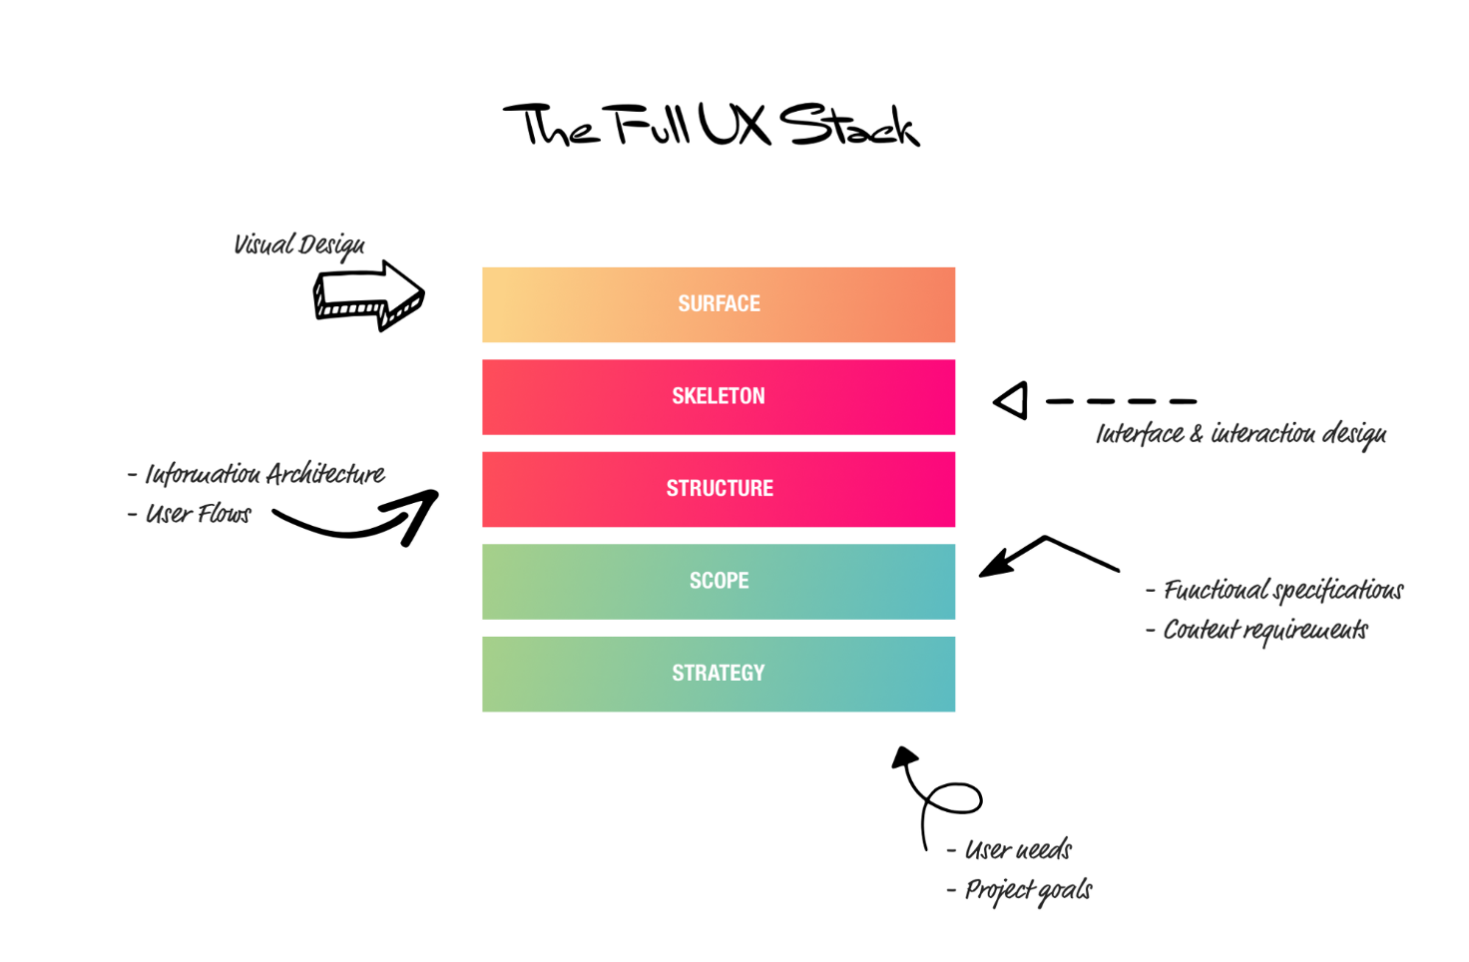 The Full UX Stack
Visual Design
SURFACE
SKELETON
Interface & interaction design
- Information Architecture
- User Flows
STRUCTURE
SCOPE
- Functional specifications
- Content requirements
STRATEGY
- User needs
- Project goals